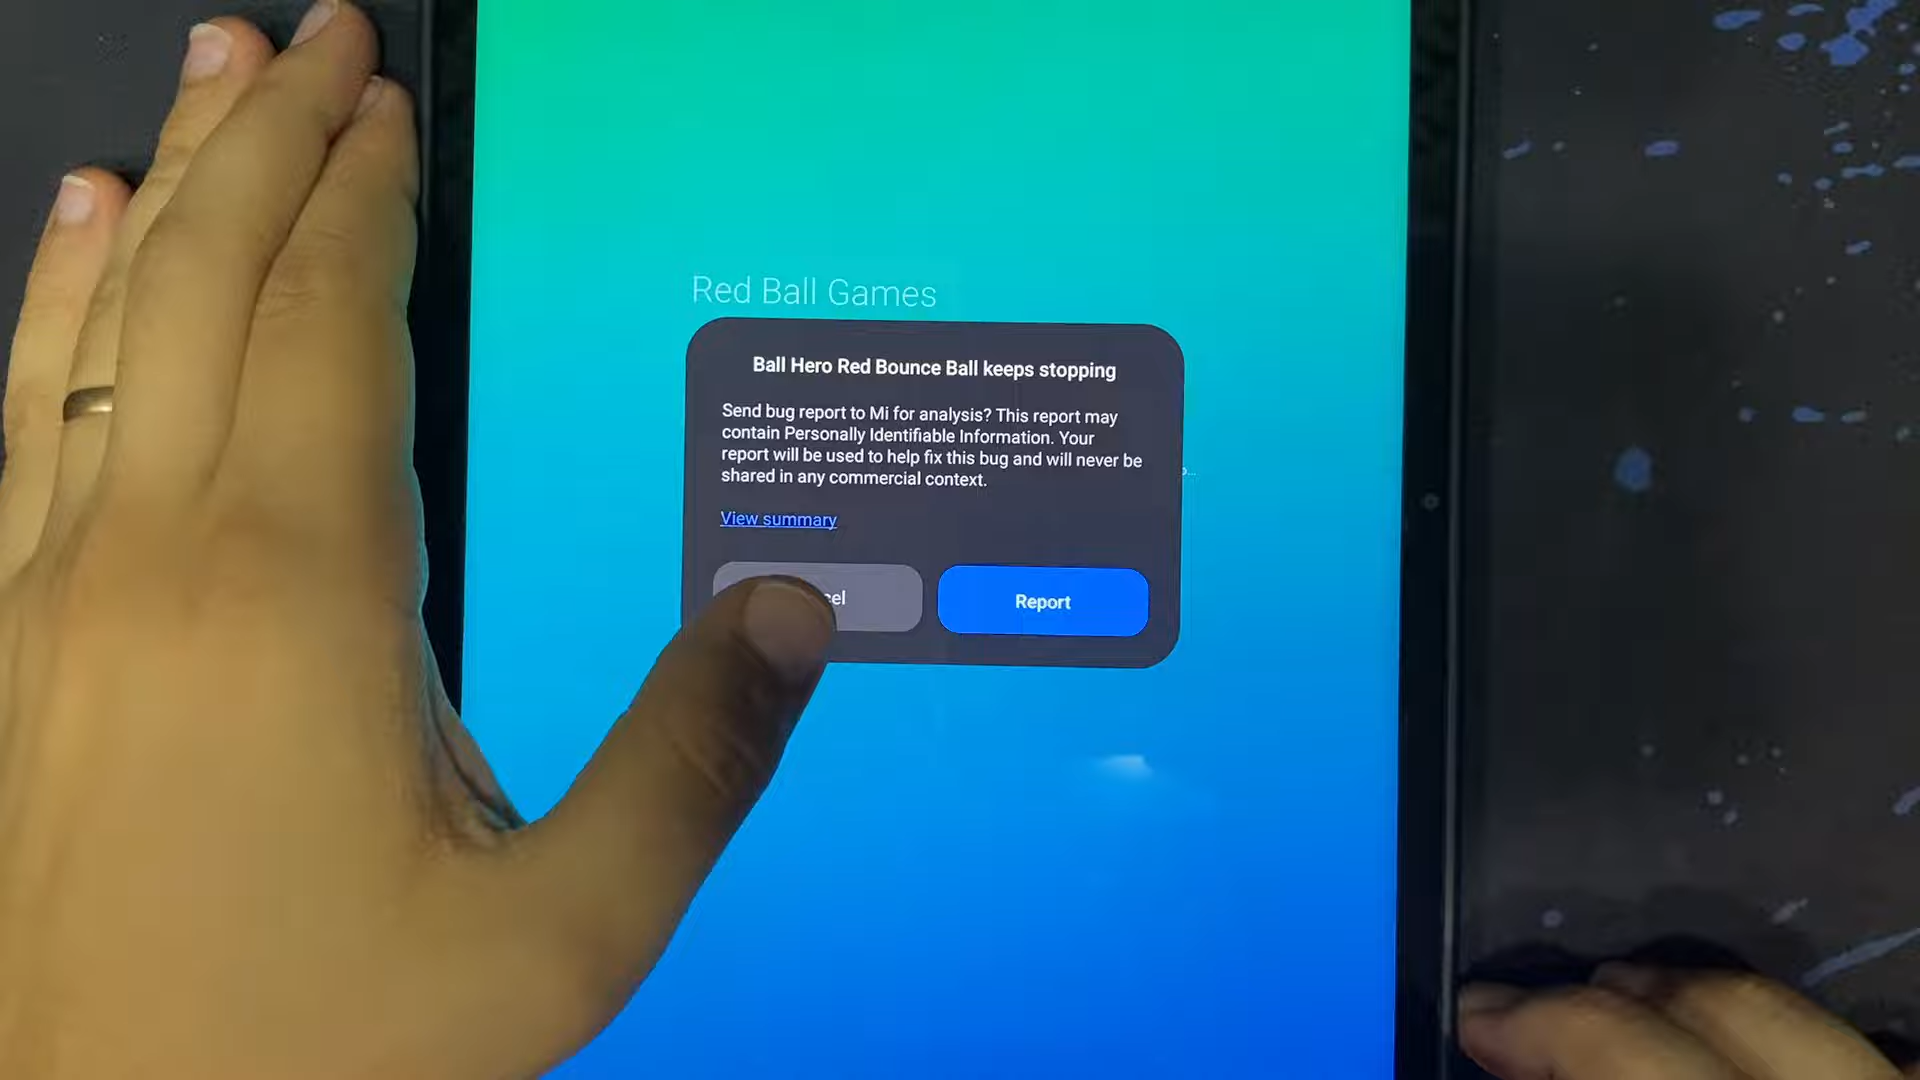 Red Ball Games
Ball Hero Red Bounce Ball keeps stopping
Send bug report to Mi for analysis? This report may
contain Personally Identifiable Information. Your
report will be used to help fix this bug and will never be
shared in any commercial context.
View summary
Report